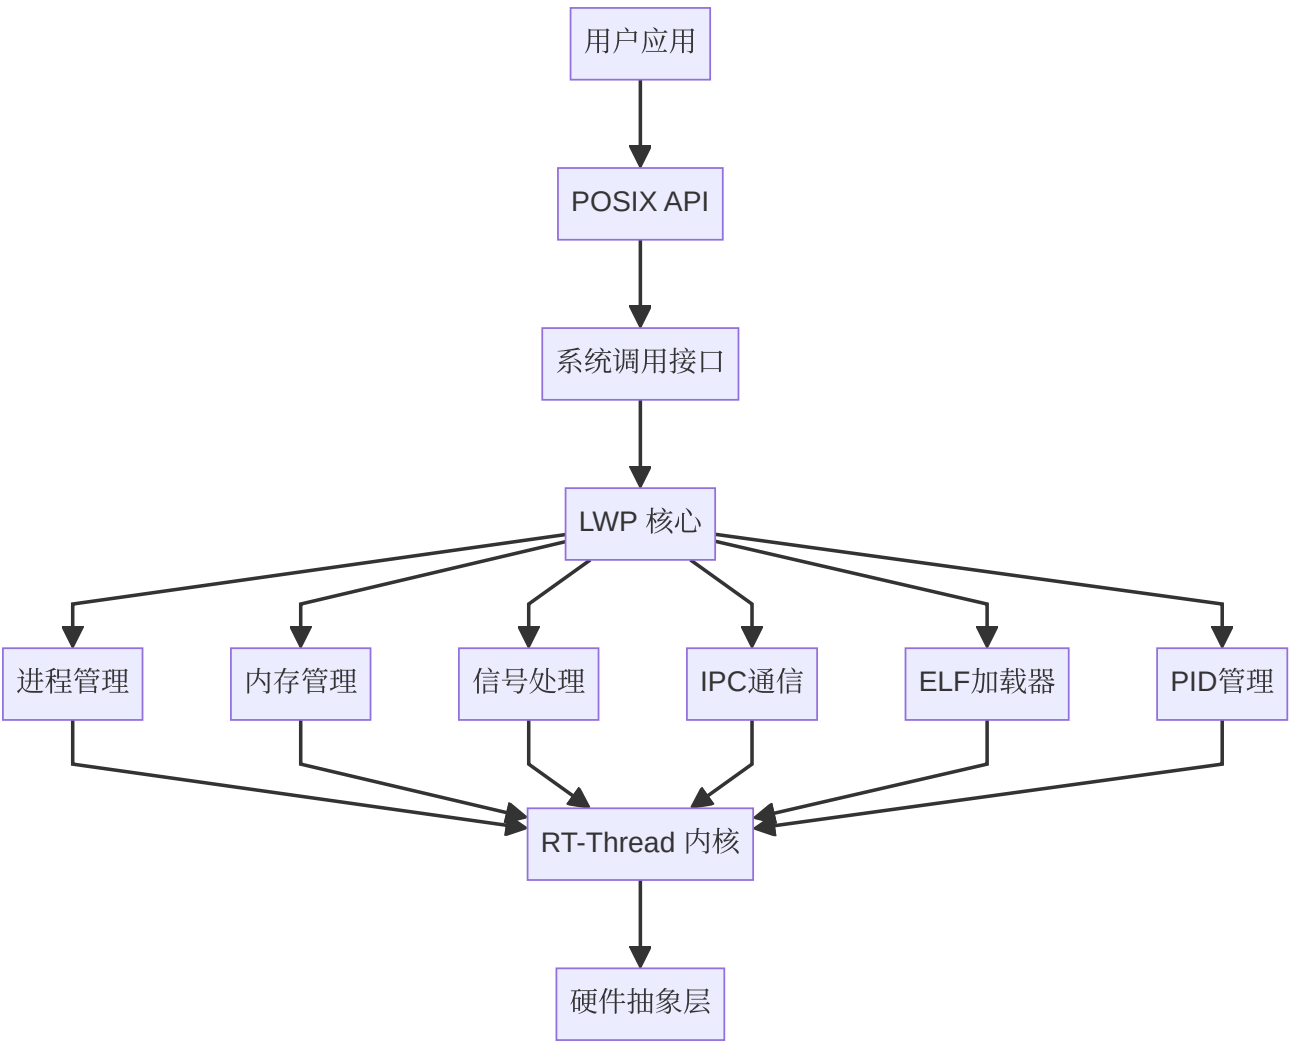 用户应用
POSIX API
系统调用接口
LWP 核心
进程管理
内存管理
信号处理
IPC通信
ELF加载器
PID管理
RT-Thread 内核
硬件抽象层